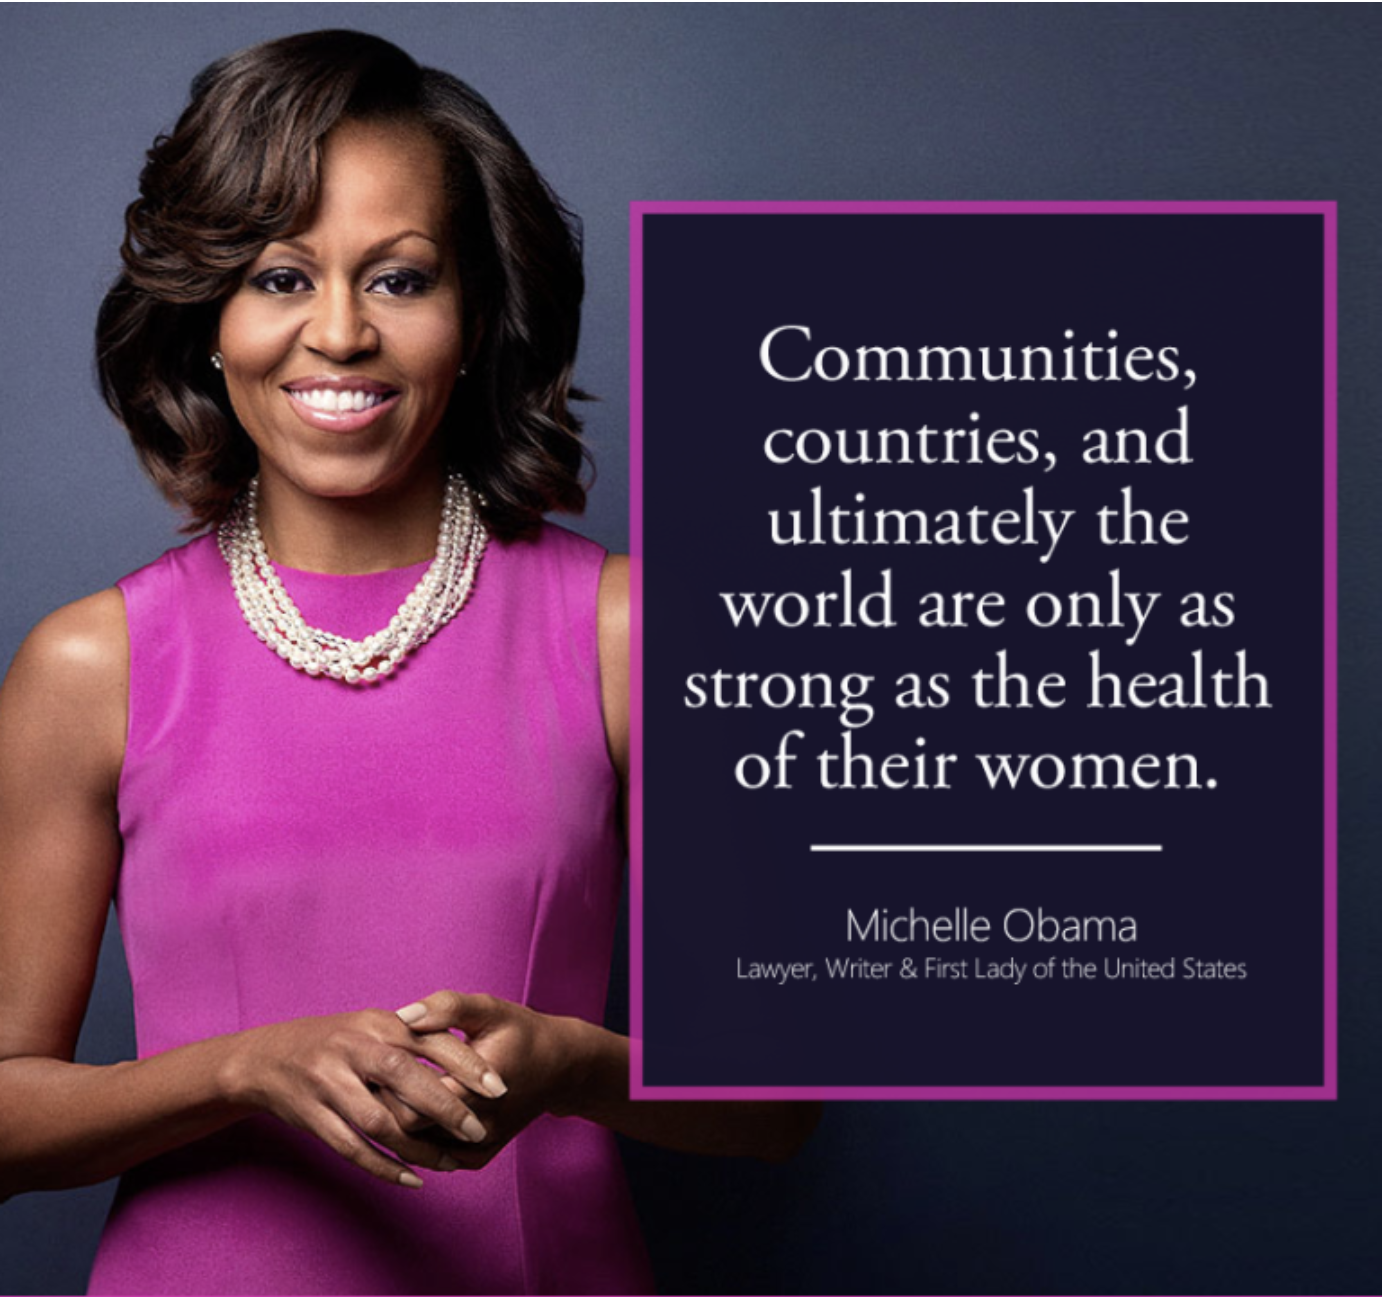 Communities,
countries, and
ultimately the
world are only as
strong as the health
of their women.
Michelle Obama
Lawyer, Writer & First Lady of the United States